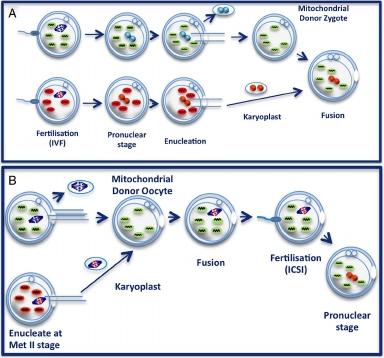 A
Mitochondrial
Donor Zygote
Fertilisation
(IVF)
Pronuclear
stage
Enucleation
Karyoplast
Fusion
B
Mitochondrial
Donor Oocyte
Enucleate at
Met II stage
Karyoplast
Fusion
Fertilisation
(ICSI)
Pronuclear
stage